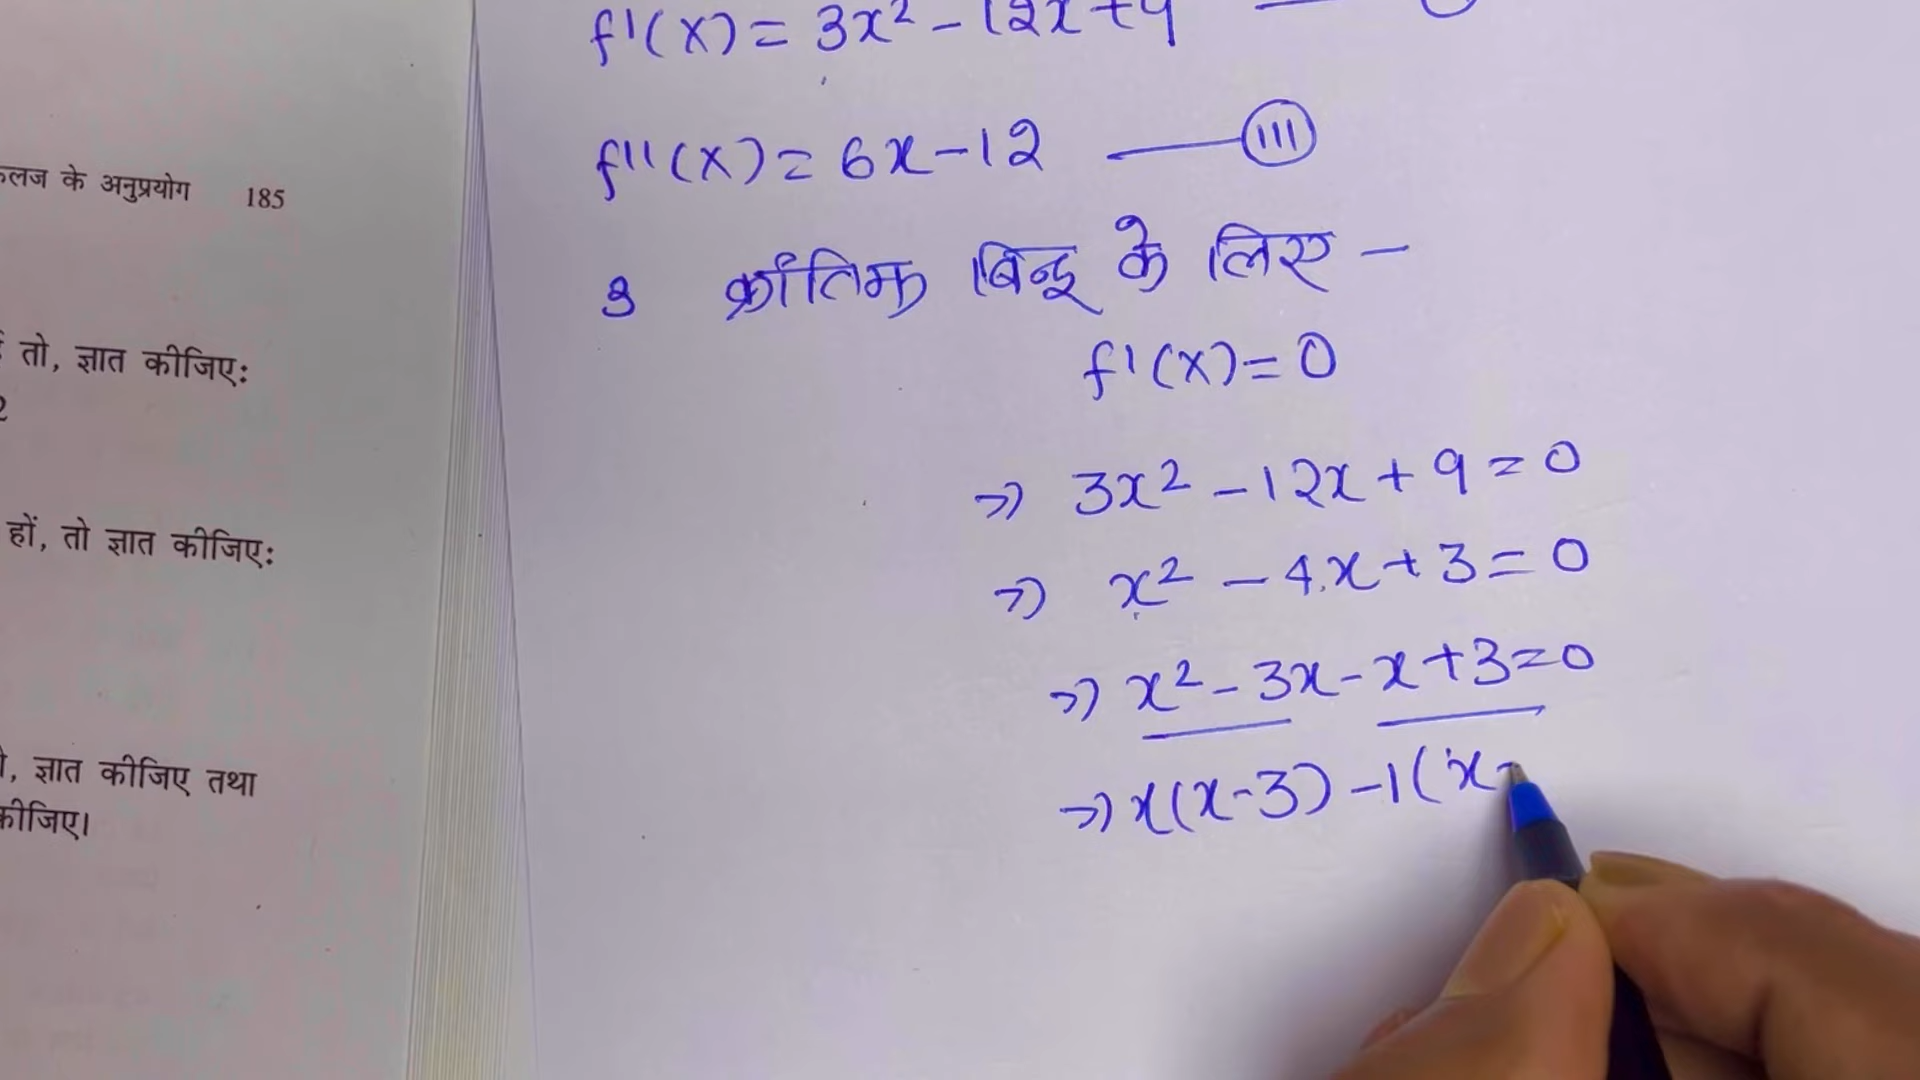 के अनुप्रयोग 185
तो, ज्ञात कीजिए:
2
हों, तो ज्ञात कीजिए:
ज्ञात कीजिए तथा
कीजिए।
f'(x) = 3x² - 12x + 9
f''(x) = 6x - 12 —— (III)
क्रांतिक बिन्दु के लिए -
f'(x) = 0
⇒ 3x² - 12x + 9 = 0
⇒ x² - 4x + 3 = 0
⇒ x² - 3x - x + 3 = 0
⇒ x(x-3) - 1(x-